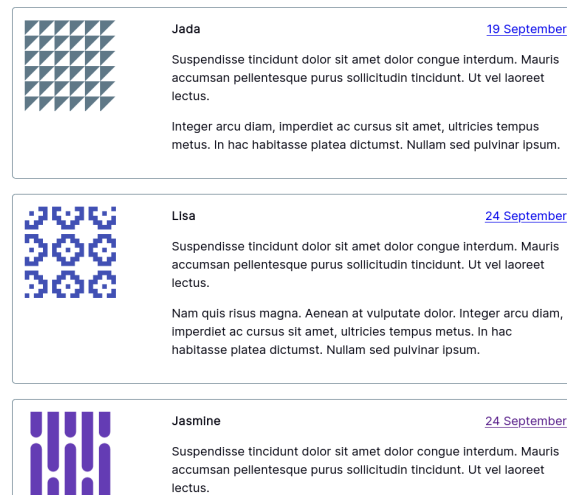 Jada 19 September
Suspendisse tincidunt dolor sit amet dolor congue interdum. Mauris
accumsan pellentesque purus sollicitudin tincidunt. Ut vel laoreet
lectus.
Integer arcu diam, imperdiet ac cursus sit amet, ultricies tempus
metus. In hac habitasse platea dictumst. Nullam sed pulvinar ipsum.
Lisa 24 September
Suspendisse tincidunt dolor sit amet dolor congue interdum. Mauris
accumsan pellentesque purus sollicitudin tincidunt. Ut vel laoreet
lectus.
Nam quis risus magna. Aenean at vulputate dolor. Integer arcu diam,
imperdiet ac cursus sit amet, ultricies tempus metus. In hac
habitasse platea dictumst. Nullam sed pulvinar ipsum.
Jasmine 24 September
Suspendisse tincidunt dolor sit amet dolor congue interdum. Mauris
accumsan pellentesque purus sollicitudin tincidunt. Ut vel laoreet
lectus.